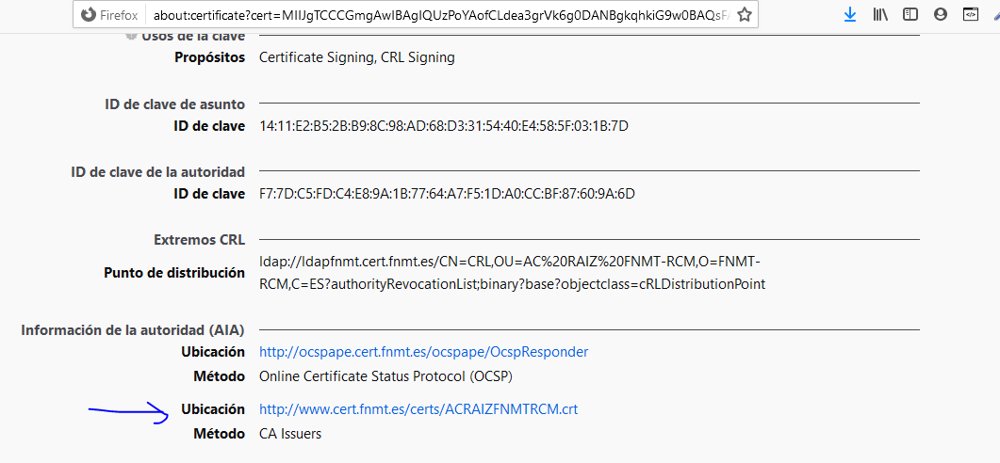 Firefox about:certificate?cert=MIIJgTCCCGmgAwIBAgIQUzPoYAofCLdea3grVk6g0DANBgkqhkiG9w0BAQsFA
Usos de la clave
Propósitos Certificate Signing, CRL Signing
ID de clave de asunto
ID de clave 14:11:E2:B5:2B:B9:8C:98:AD:68:D3:31:54:40:E4:58:5F:03:1B:7D
ID de clave de la autoridad
ID de clave F7:7D:C5:FD:C4:E8:9A:1B:77:64:A7:F5:1D:A0:CC:BF:87:60:9A:6D
Extremos CRL
Punto de distribución ldap://ldapfnmt.cert.fnmt.es/CN=CRL,OU=AC%20RAIZ%20FNMT-RCM,O=FNMT-
RCM,C=ES?authorityRevocationList;binary?base?objectclass=cRLDistributionPoint
Información de la autoridad (AIA)
Ubicación http://ocspape.cert.fnmt.es/ocspape/OcspResponder
Método Online Certificate Status Protocol (OCSP)
Ubicación http://www.cert.fnmt.es/certs/ACRAIZFNMTRCM.crt
Método CA Issuers